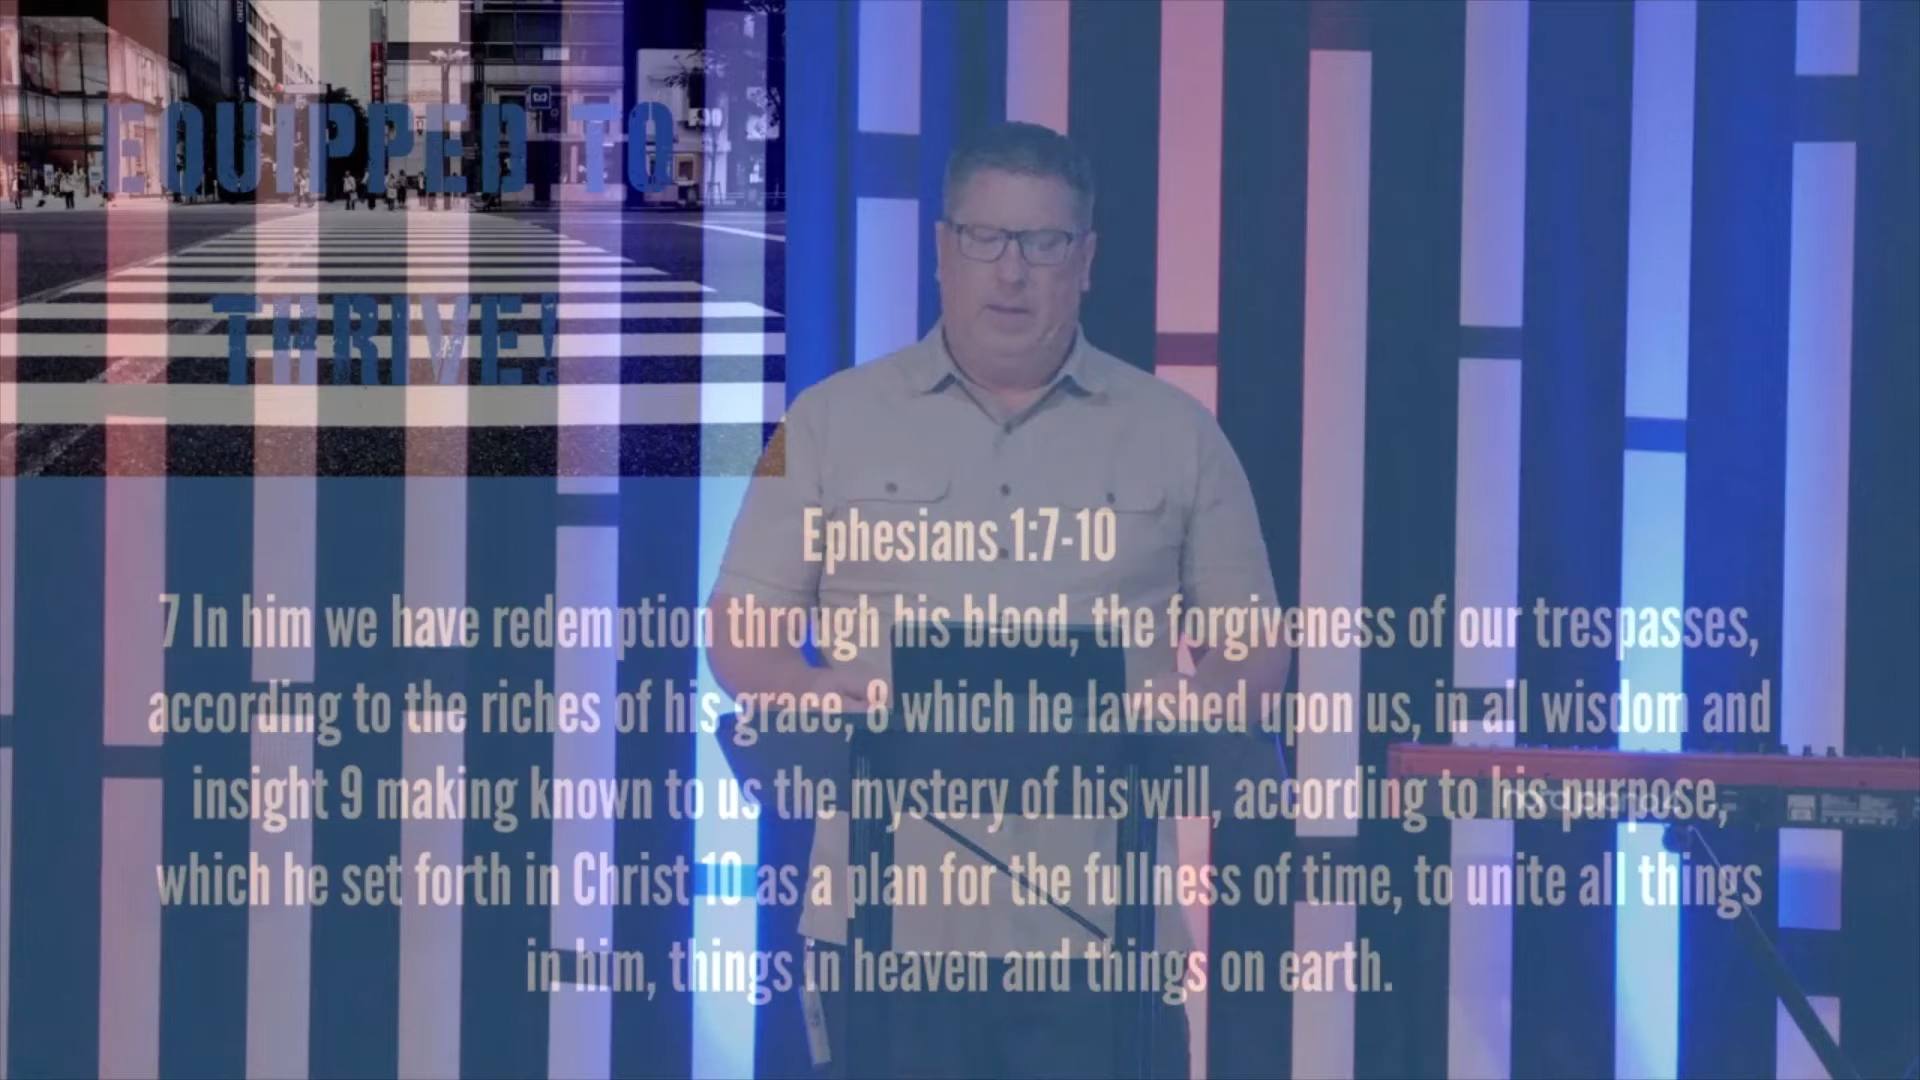 EQUIPPED TO
THRIVE!
Ephesians 1:7-10
7 In him we have redemption through his blood, the forgiveness of our trespasses,
according to the riches of his grace, 8 which he lavished upon us, in all wisdom and
insight 9 making known to us the mystery of his will, according to his purpose,
which he set forth in Christ 10 as a plan for the fullness of time, to unite all things
in him, things in heaven and things on earth.